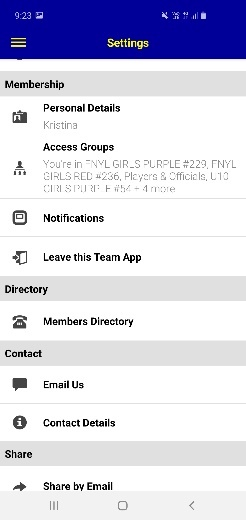 9:23
Settings
Membership
Personal Details
Kristina
Access Groups
You're in FNYL GIRLS PURPLE #229, FNYL
GIRLS RED #236, Players & Officials, U10
GIRLS PURPLE #54 + 4 more
Notifications
Leave this Team App
Directory
Members Directory
Contact
Email Us
Contact Details
Share
Share by Email